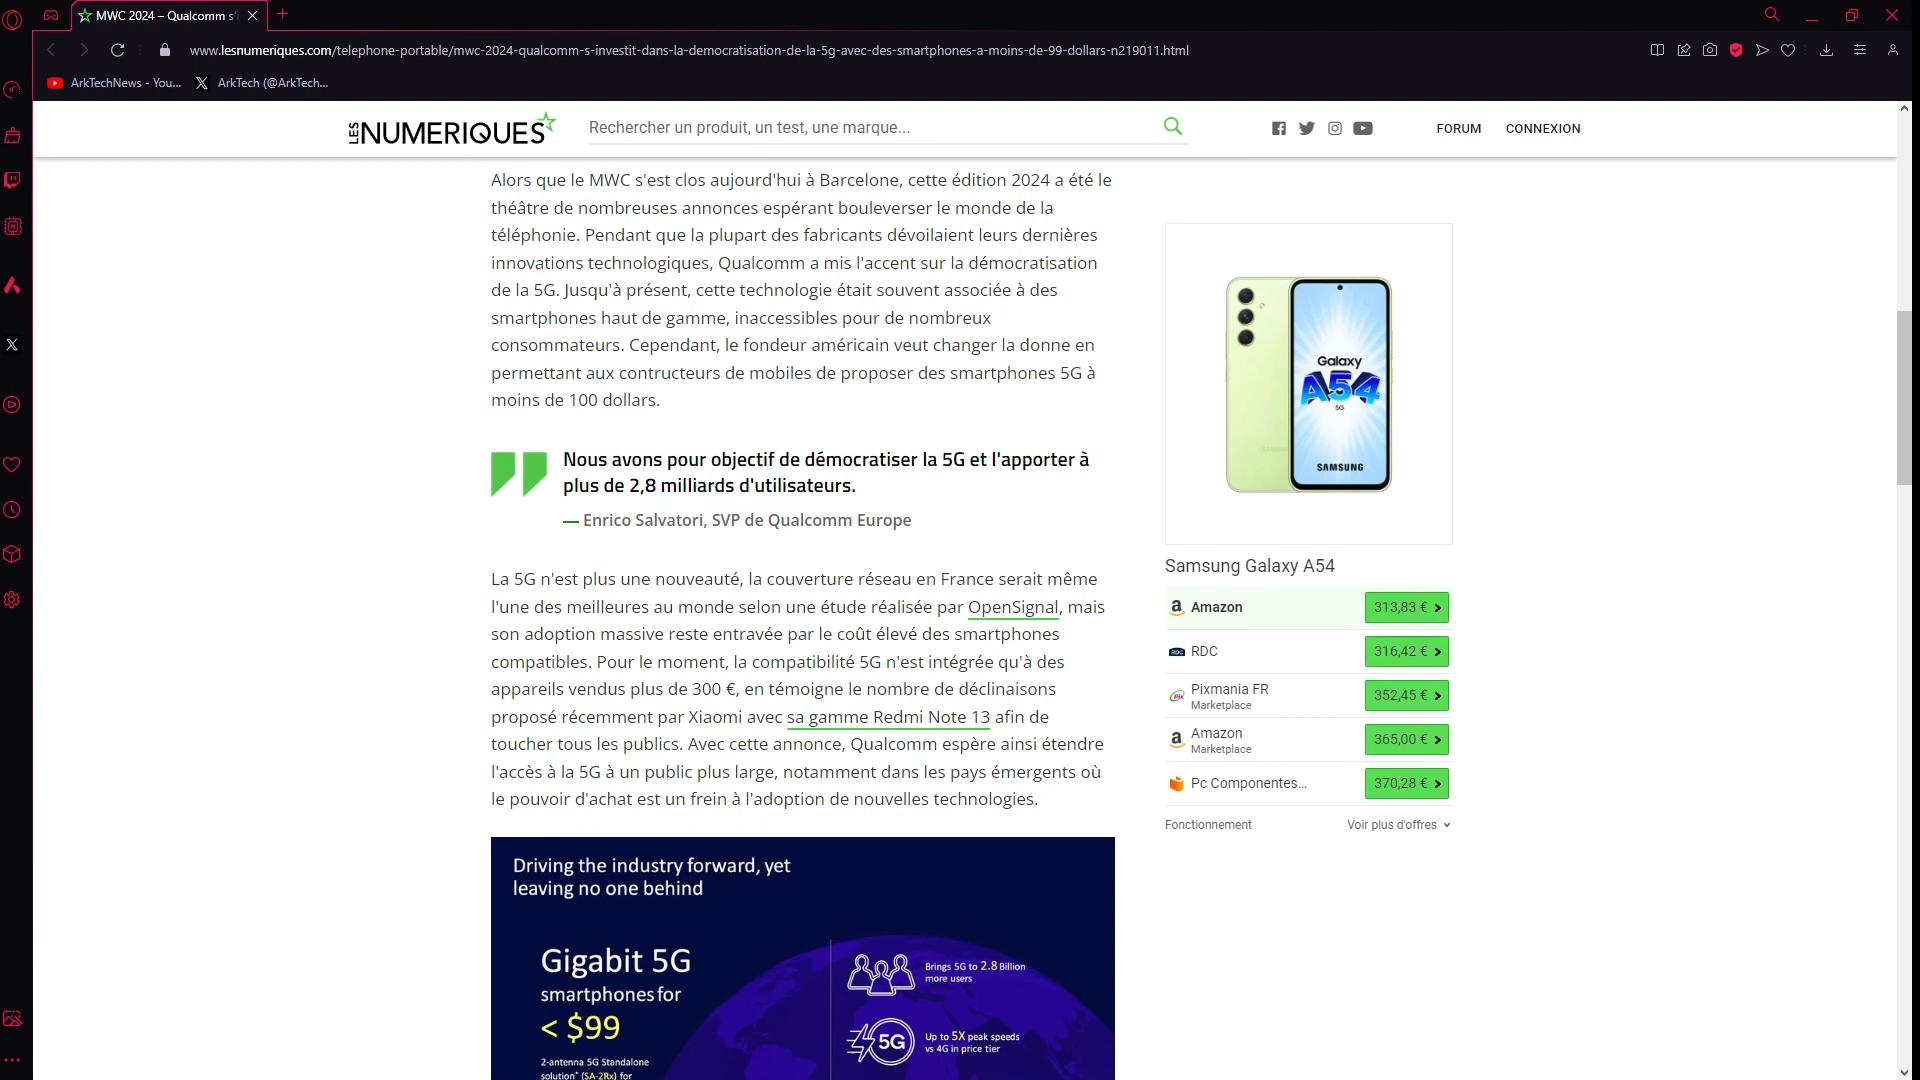 MWC 2024 – Qualcomm s'i
www.lesnumeriques.com/telephone-portable/mwc-2024-qualcomm-s-investit-dans-la-democratisation-de-la-5g-avec-des-smartphones-a-moins-de-99-dollars-n219011.html
ArkTechNews - You...
ArkTech (@ArkTech...
LES NUMERIQUES
Rechercher un produit, un test, une marque...
FORUM
CONNEXION
Alors que le MWC s'est clos aujourd'hui à Barcelone, cette édition 2024 a été le
théâtre de nombreuses annonces espérant bouleverser le monde de la
téléphonie. Pendant que la plupart des fabricants dévoilaient leurs dernières
innovations technologiques, Qualcomm a mis l'accent sur la démocratisation
de la 5G. Jusqu'à présent, cette technologie était souvent associée à des
smartphones haut de gamme, inaccessibles pour de nombreux
consommateurs. Cependant, le fondeur américain veut changer la donne en
permettant aux contructeurs de mobiles de proposer des smartphones 5G à
moins de 100 dollars.
Nous avons pour objectif de démocratiser la 5G et l'apporter à
plus de 2,8 milliards d'utilisateurs.
— Enrico Salvatori, SVP de Qualcomm Europe
La 5G n'est plus une nouveauté, la couverture réseau en France serait même
l'une des meilleures au monde selon une étude réalisée par OpenSignal, mais
son adoption massive reste entravée par le coût élevé des smartphones
compatibles. Pour le moment, la compatibilité 5G n'est intégrée qu'à des
appareils vendus plus de 300 €, en témoigne le nombre de déclinaisons
proposé récemment par Xiaomi avec sa gamme Redmi Note 13 afin de
toucher tous les publics. Avec cette annonce, Qualcomm espère ainsi étendre
l'accès à la 5G à un public plus large, notamment dans les pays émergents où
le pouvoir d'achat est un frein à l'adoption de nouvelles technologies.
Driving the industry forward, yet
leaving no one behind
Gigabit 5G
smartphones for
< $99
2-antenna 5G Standalone
solution* (SA-2Rx) for
Brings 5G to 2.8 Billion
more users
5G
Up to 5X peak speeds
vs 4G in price tier
Galaxy
A54
5G
SAMSUNG
Samsung Galaxy A54
Amazon 313,83 €
RDC 316,42 €
Pixmania FR
Marketplace
352,45 €
Amazon
Marketplace
365,00 €
Pc Componentes... 370,28 €
Fonctionnement
Voir plus d'offres